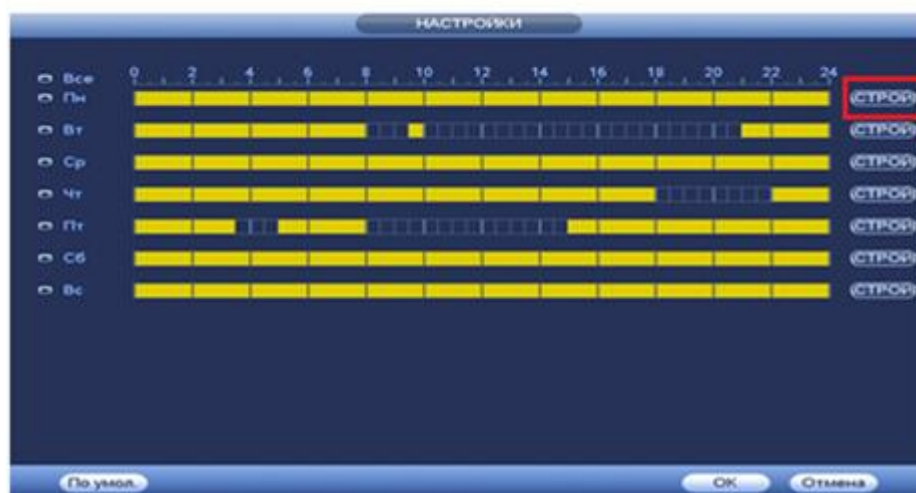 НАСТРОЙКИ
Все 0 2 4 6 8 10 12 14 16 18 20 22 24
Пн СТРОЙ
Вт СТРОЙ
Ср СТРОЙ
Чт СТРОЙ
Пт СТРОЙ
Сб СТРОЙ
Вс СТРОЙ
По умол. OK Отмена